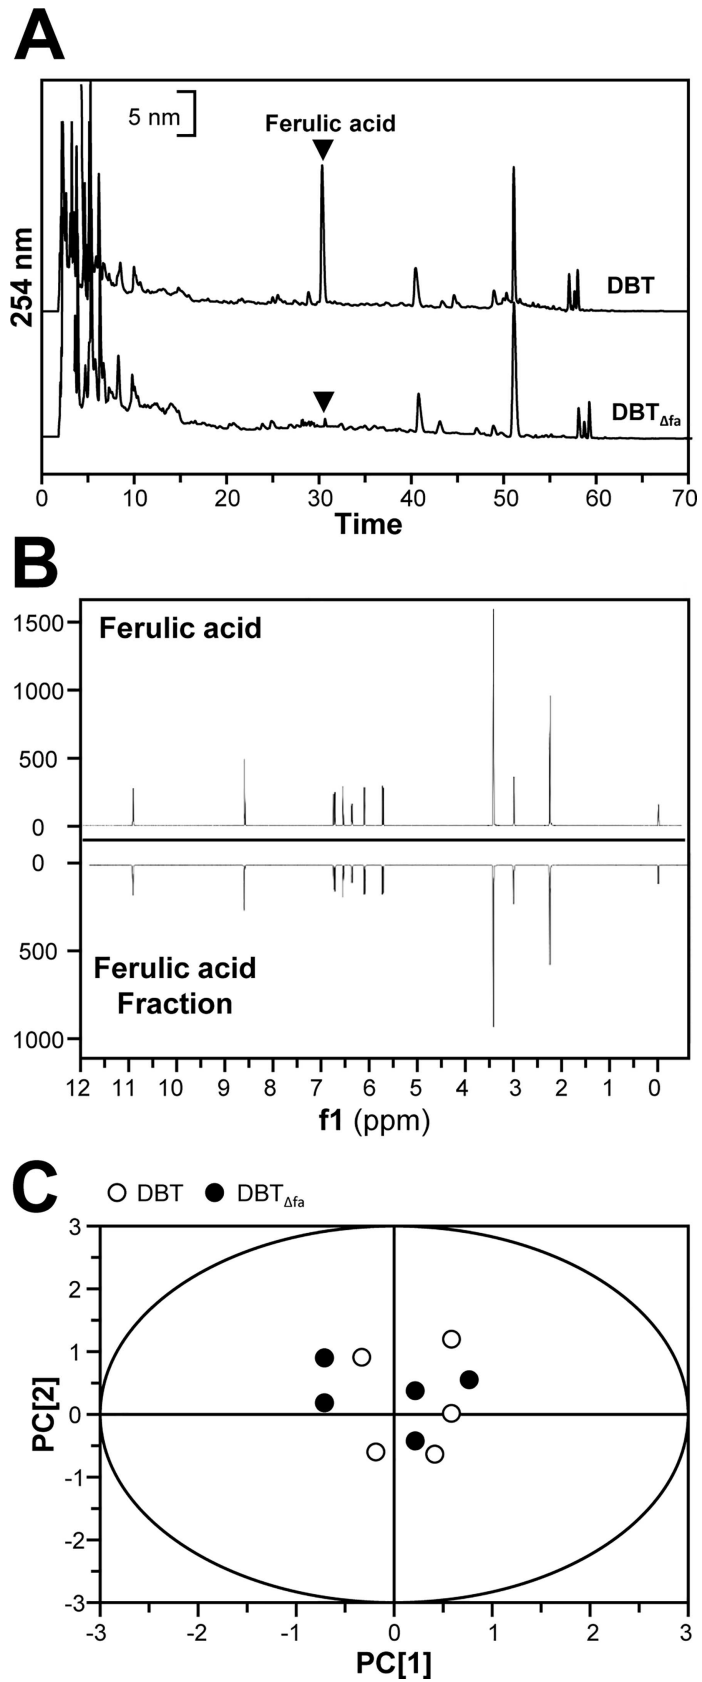 A
5 nm
Ferulic acid
254 nm
DBT
DBTΔfa
0 10 20 30 40 50 60 70
Time
B
1500
1000
500
0
0
500
1000
Ferulic acid
Ferulic acid
Fraction
12 11 10 9 8 7 6 5 4 3 2 1 0
f1 (ppm)
C
DBT DBTΔfa
3
2
1
0
-1
-2
-3
PC[2]
-3 -2 -1 0 1 2 3
PC[1]